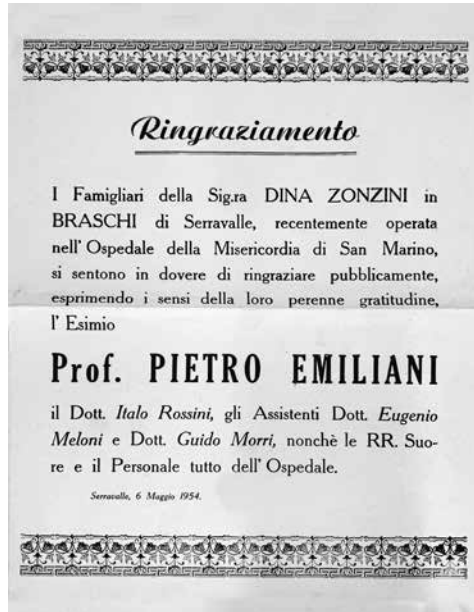 Ringraziamento
I Famigliari della Sig.ra DINA ZONZINI in
BRASCHI di Serravalle, recentemente operata
nell' Ospedale della Misericordia di San Marino,
si sentono in dovere di ringraziare pubblicamente,
esprimendo i sensi della loro perenne gratitudine,
l' Esimio
Prof. PIETRO EMILIANI
il Dott. Italo Rossini, gli Assistenti Dott. Eugenio
Meloni e Dott. Guido Morri, nonchè le RR. Suo-
re e il Personale tutto dell' Ospedale.
Serravalle, 6 Maggio 1954.